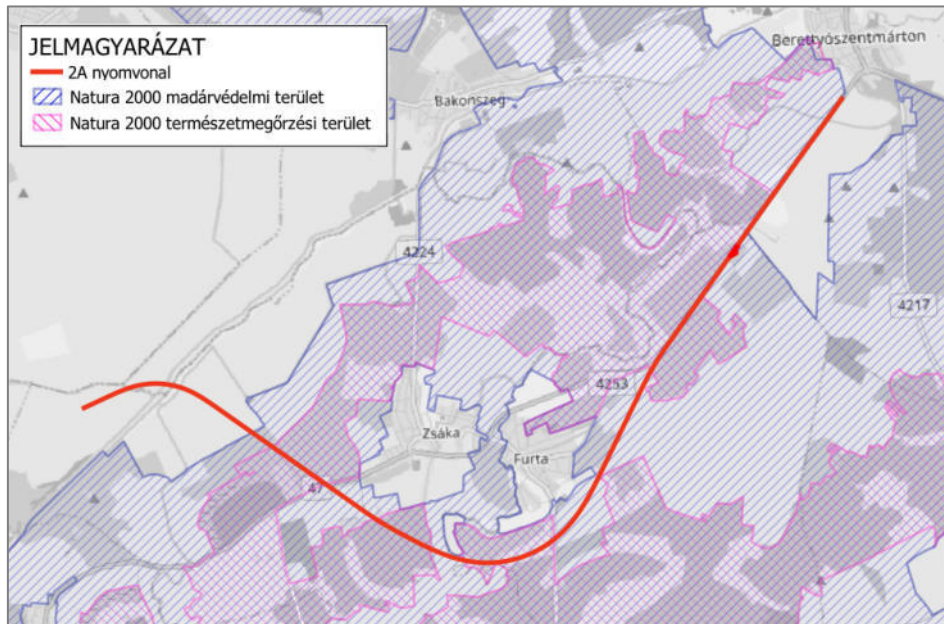 JELMAGYARÁZAT
2A nyomvonal
Natura 2000 madárvédelmi terület
Natura 2000 természetmegőrzési terület
Berettyószentmárton
Bakonszeg
4224
4217
4253
Zsáka
Furta
47